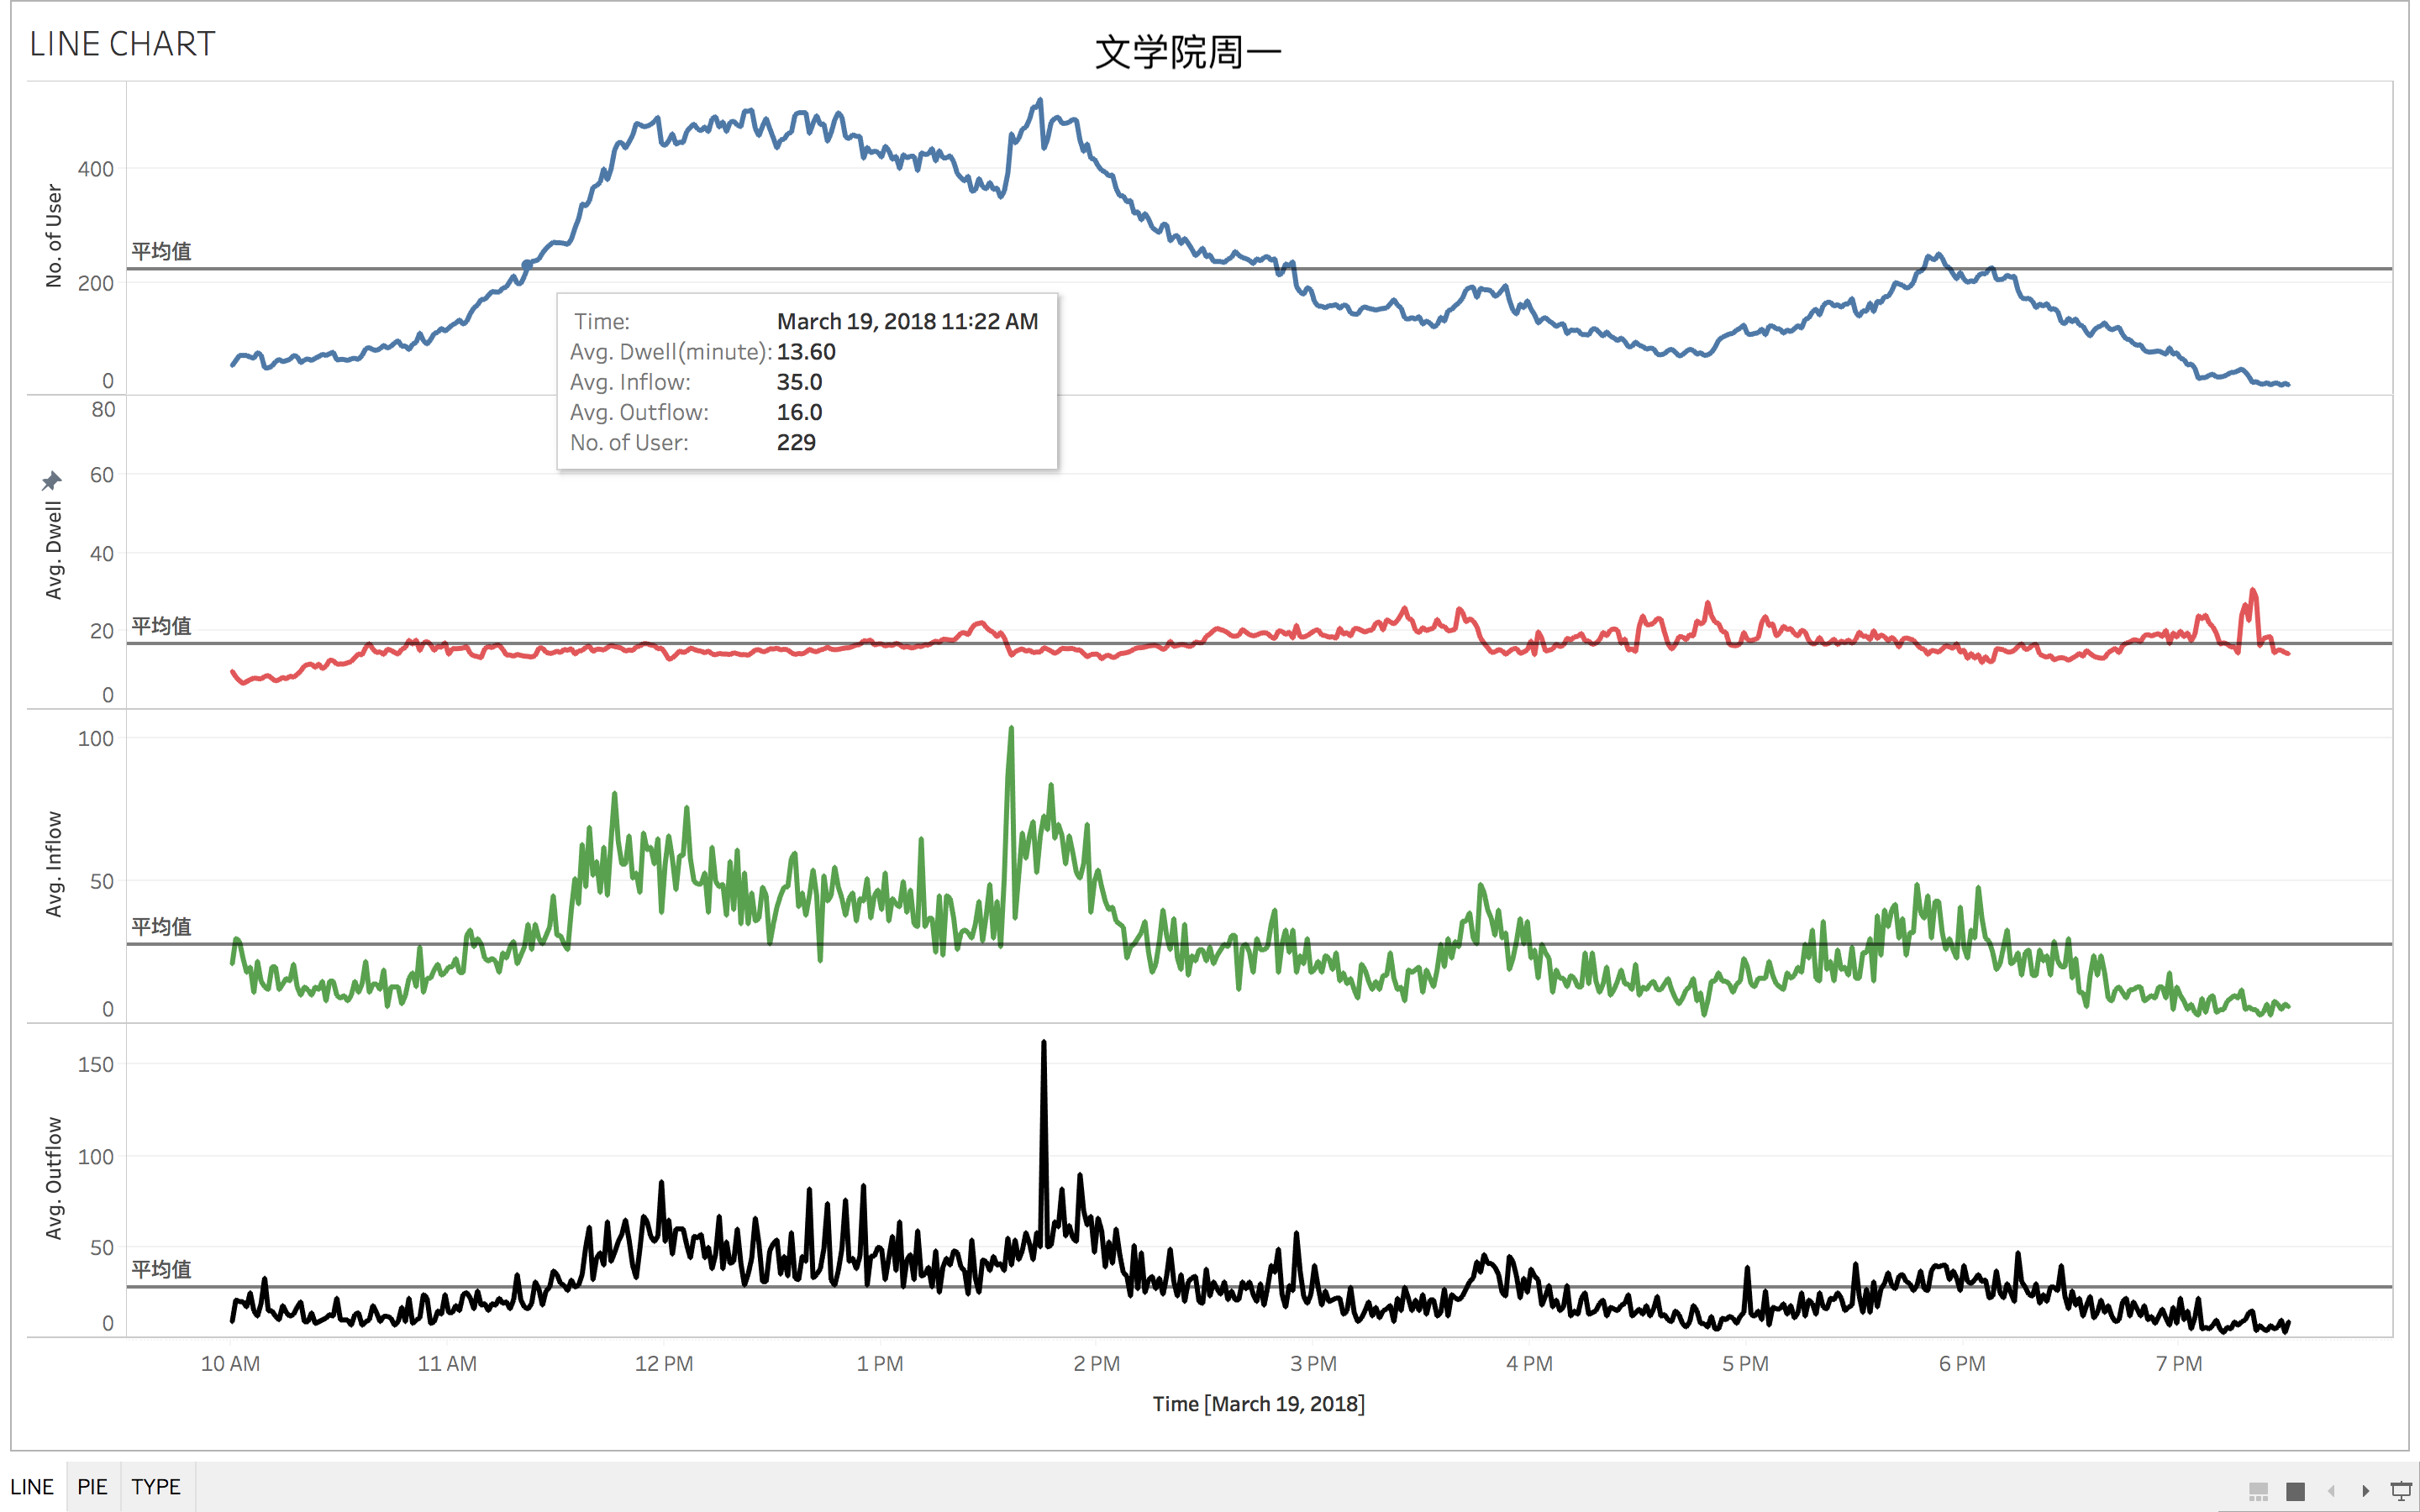 LINE CHART
文学院周一
No. of User
400
200
0
平均值
Time: March 19, 2018 11:22 AM
Avg. Dwell(minute): 13.60
Avg. Inflow: 35.0
Avg. Outflow: 16.0
No. of User: 229
Avg. Dwell
80
60
40
20
0
平均值
Avg. Inflow
100
50
0
平均值
Avg. Outflow
150
100
50
0
平均值
10 AM 11 AM 12 PM 1 PM 2 PM 3 PM 4 PM 5 PM 6 PM 7 PM
Time [March 19, 2018]
LINE PIE TYPE